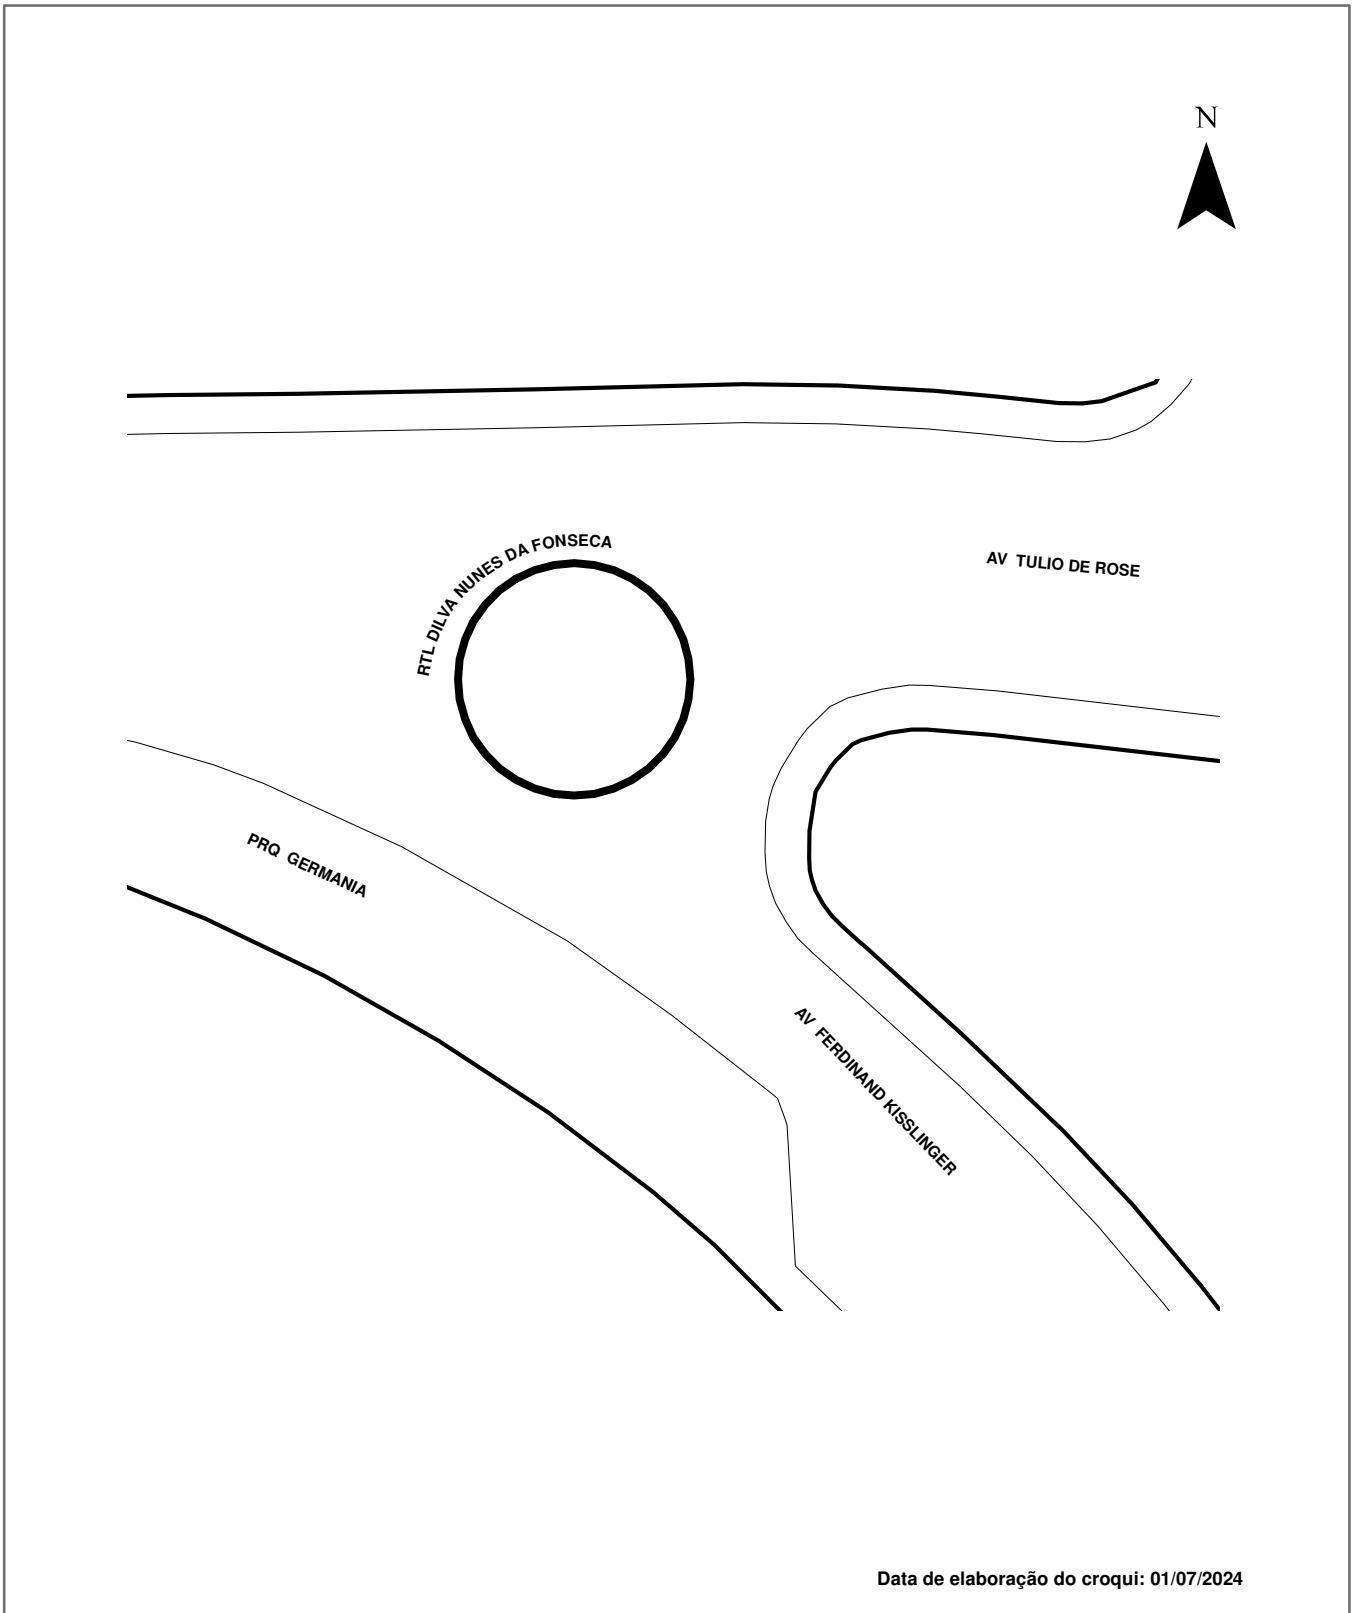 N
RTL DILVA NUNES DA FONSECA
AV TULIO DE ROSE
PRQ GERMANIA
AV FERDINAND KISSLINGER
Data de elaboração do croqui: 01/07/2024